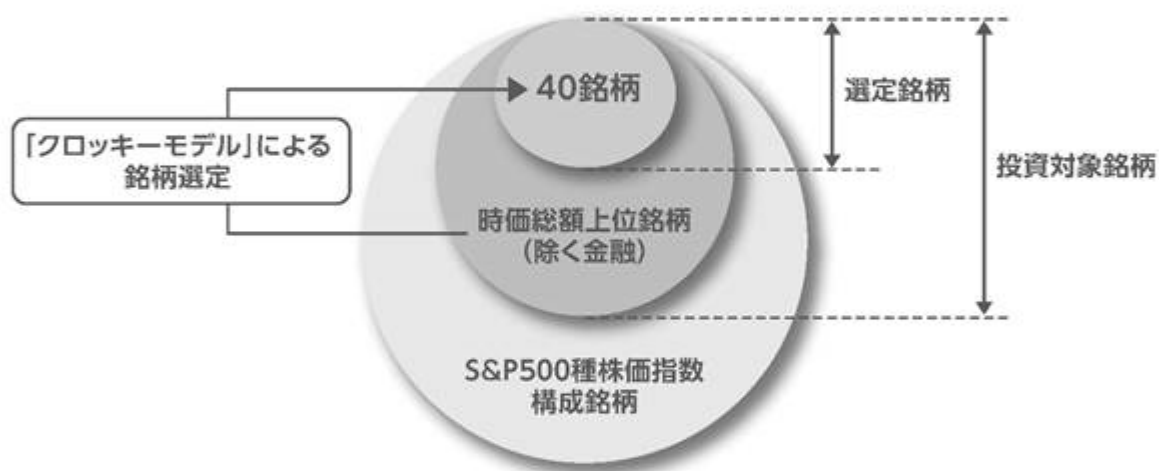 40銘柄
選定銘柄
「クロッキーモデル」による
銘柄選定
投資対象銘柄
時価総額上位銘柄
(除く金融)
S&P500種株価指数
構成銘柄